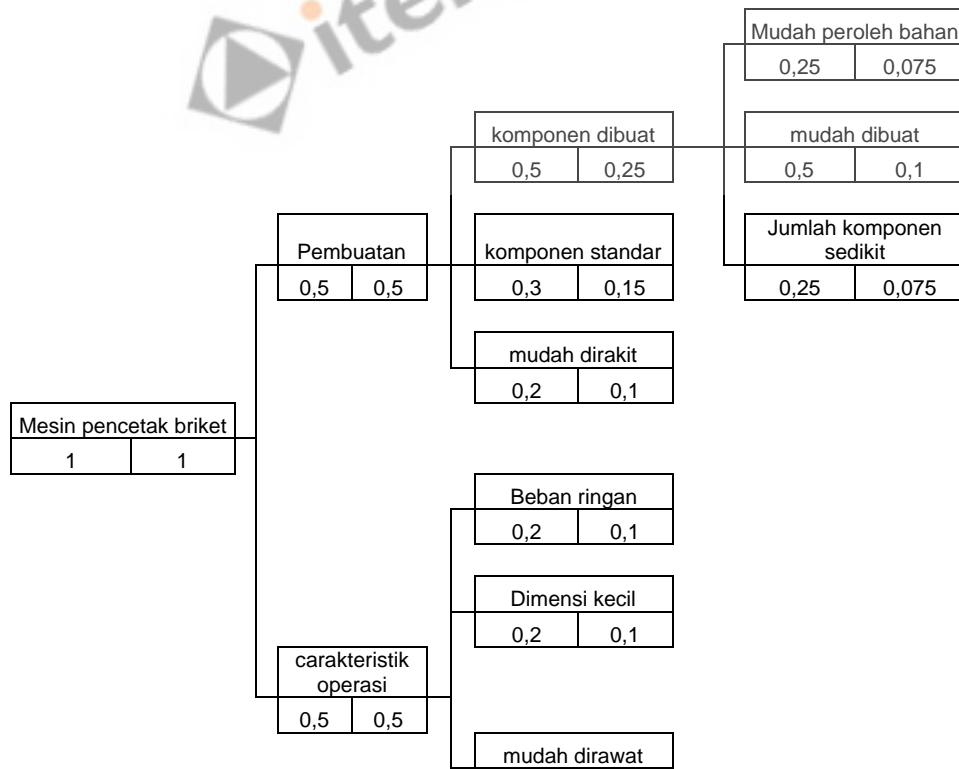 Mudah peroleh bahan
0,25 0,075
komponen dibuat
0,5 0,25
mudah dibuat
0,5 0,1
Pembuatan
0,5 0,5
komponen standar
0,3 0,15
Jumlah komponen
sedikit
0,25 0,075
mudah dirakit
0,2 0,1
Mesin pencetak briket
1 1
Beban ringan
0,2 0,1
Dimensi kecil
0,2 0,1
carakteristik
operasi
0,5 0,5
mudah dirawat